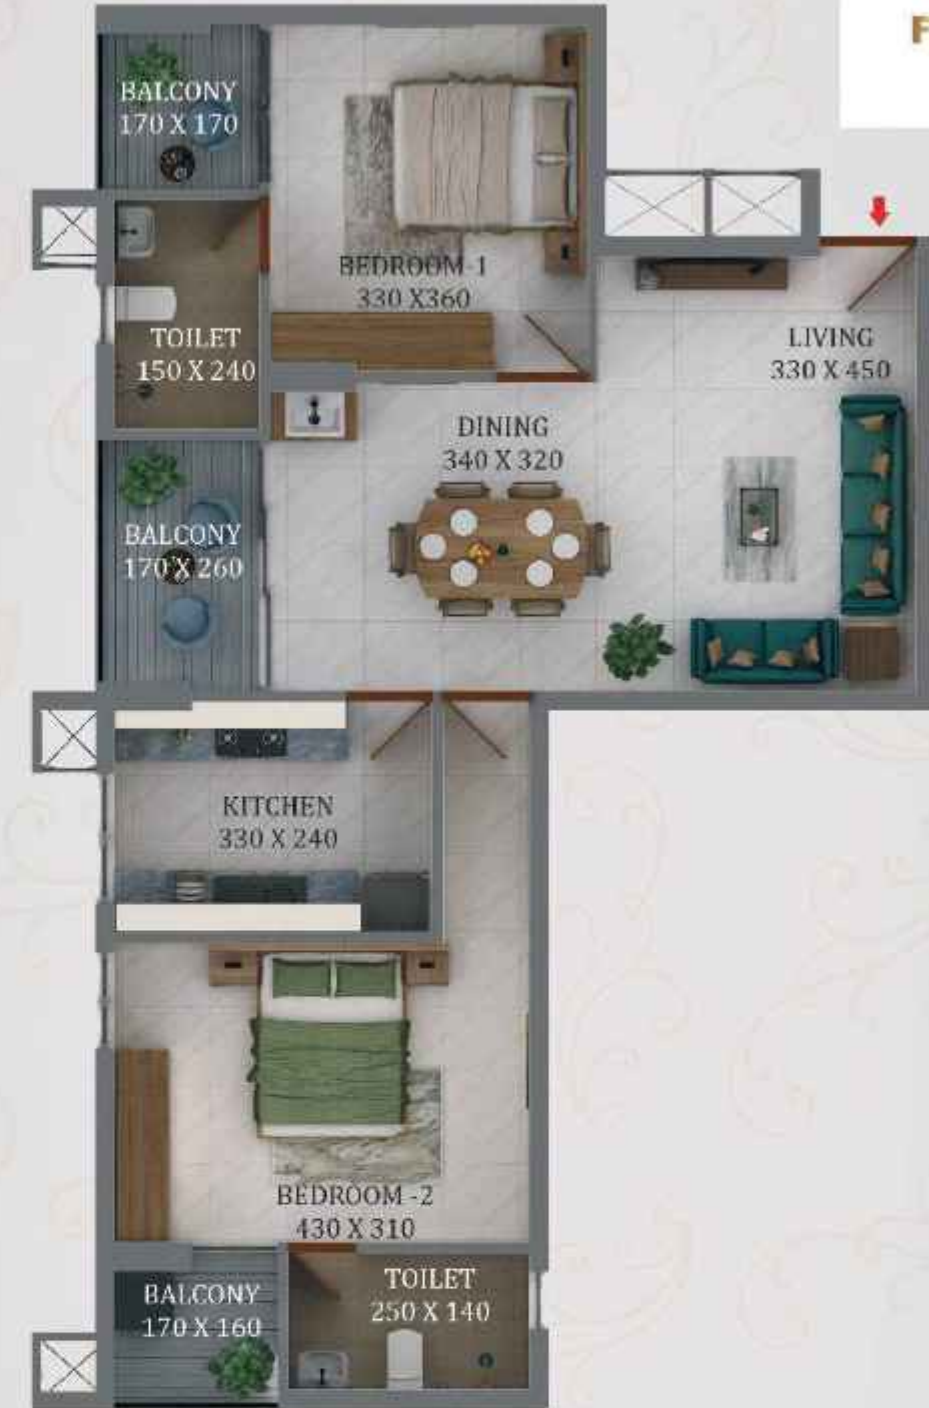 F
BALCONY
170 X 170
BEDROOM-1
330 X360
TOILET
150 X 240
LIVING
330 X 450
DINING
340 X 320
BALCONY
170 X 260
KITCHEN
330 X 240
BEDROOM -2
430 X 310
BALCONY
170 X 160
TOILET
250 X 140